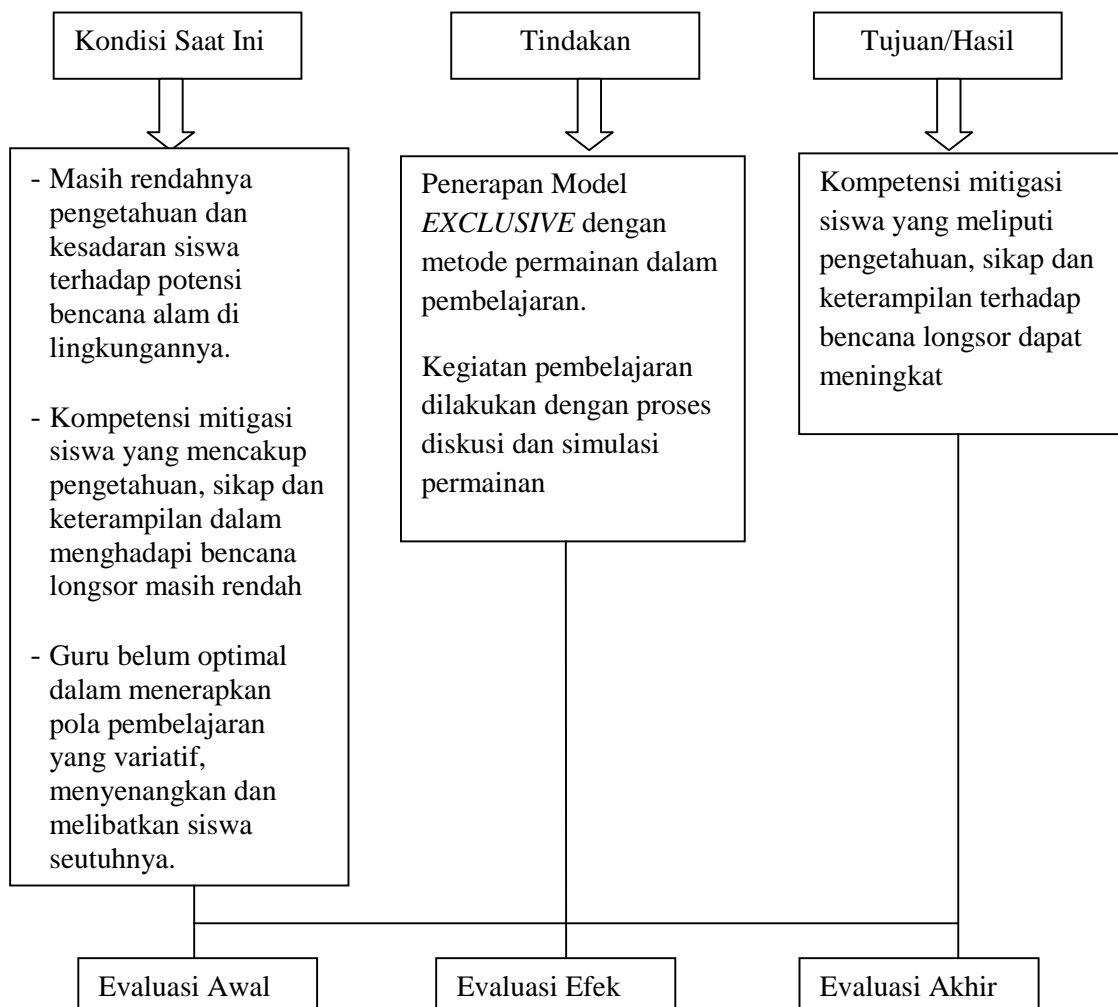 Kondisi Saat Ini
Tindakan
Tujuan/Hasil
- Masih rendahnya
pengetahuan dan
kesadaran siswa
terhadap potensi
bencana alam di
lingkungannya.
- Kompetensi mitigasi
siswa yang mencakup
pengetahuan, sikap dan
keterampilan dalam
menghadapi bencana
longsor masih rendah
- Guru belum optimal
dalam menerapkan
pola pembelajaran
yang variatif,
menyenangkan dan
melibatkan siswa
seutuhnya.
Penerapan Model
EXCLUSIVE dengan
metode permainan dalam
pembelajaran.
Kegiatan pembelajaran
dilakukan dengan proses
diskusi dan simulasi
permainan
Kompetensi mitigasi
siswa yang meliputi
pengetahuan, sikap dan
keterampilan terhadap
bencana longsor dapat
meningkat
Evaluasi Awal
Evaluasi Efek
Evaluasi Akhir